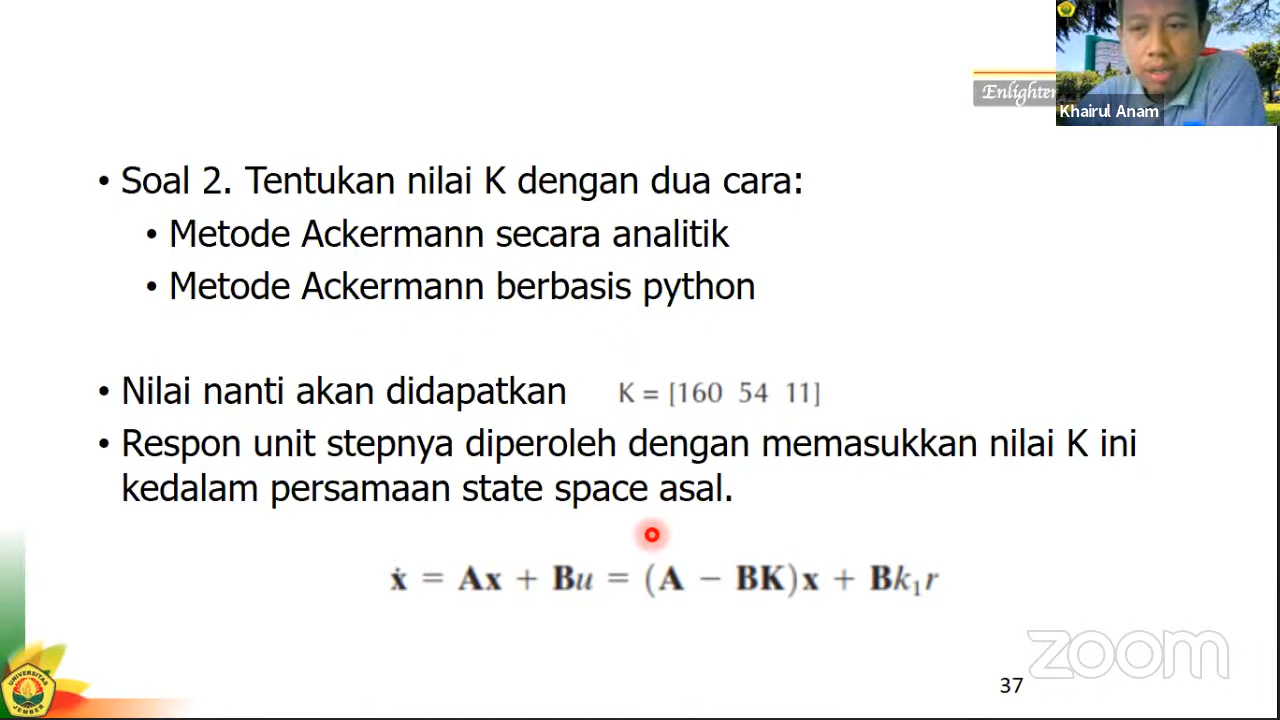 Enlighten
Khairul Anam
• Soal 2. Tentukan nilai K dengan dua cara:
• Metode Ackermann secara analitik
• Metode Ackermann berbasis python
• Nilai nanti akan didapatkan K = [160 54 11]
• Respon unit stepnya diperoleh dengan memasukkan nilai K ini
kedalam persamaan state space asal.
ẋ = Ax + Bu = (A − BK)x + Bk₁r
zoom
37
UNIVERSITAS
JEMBER